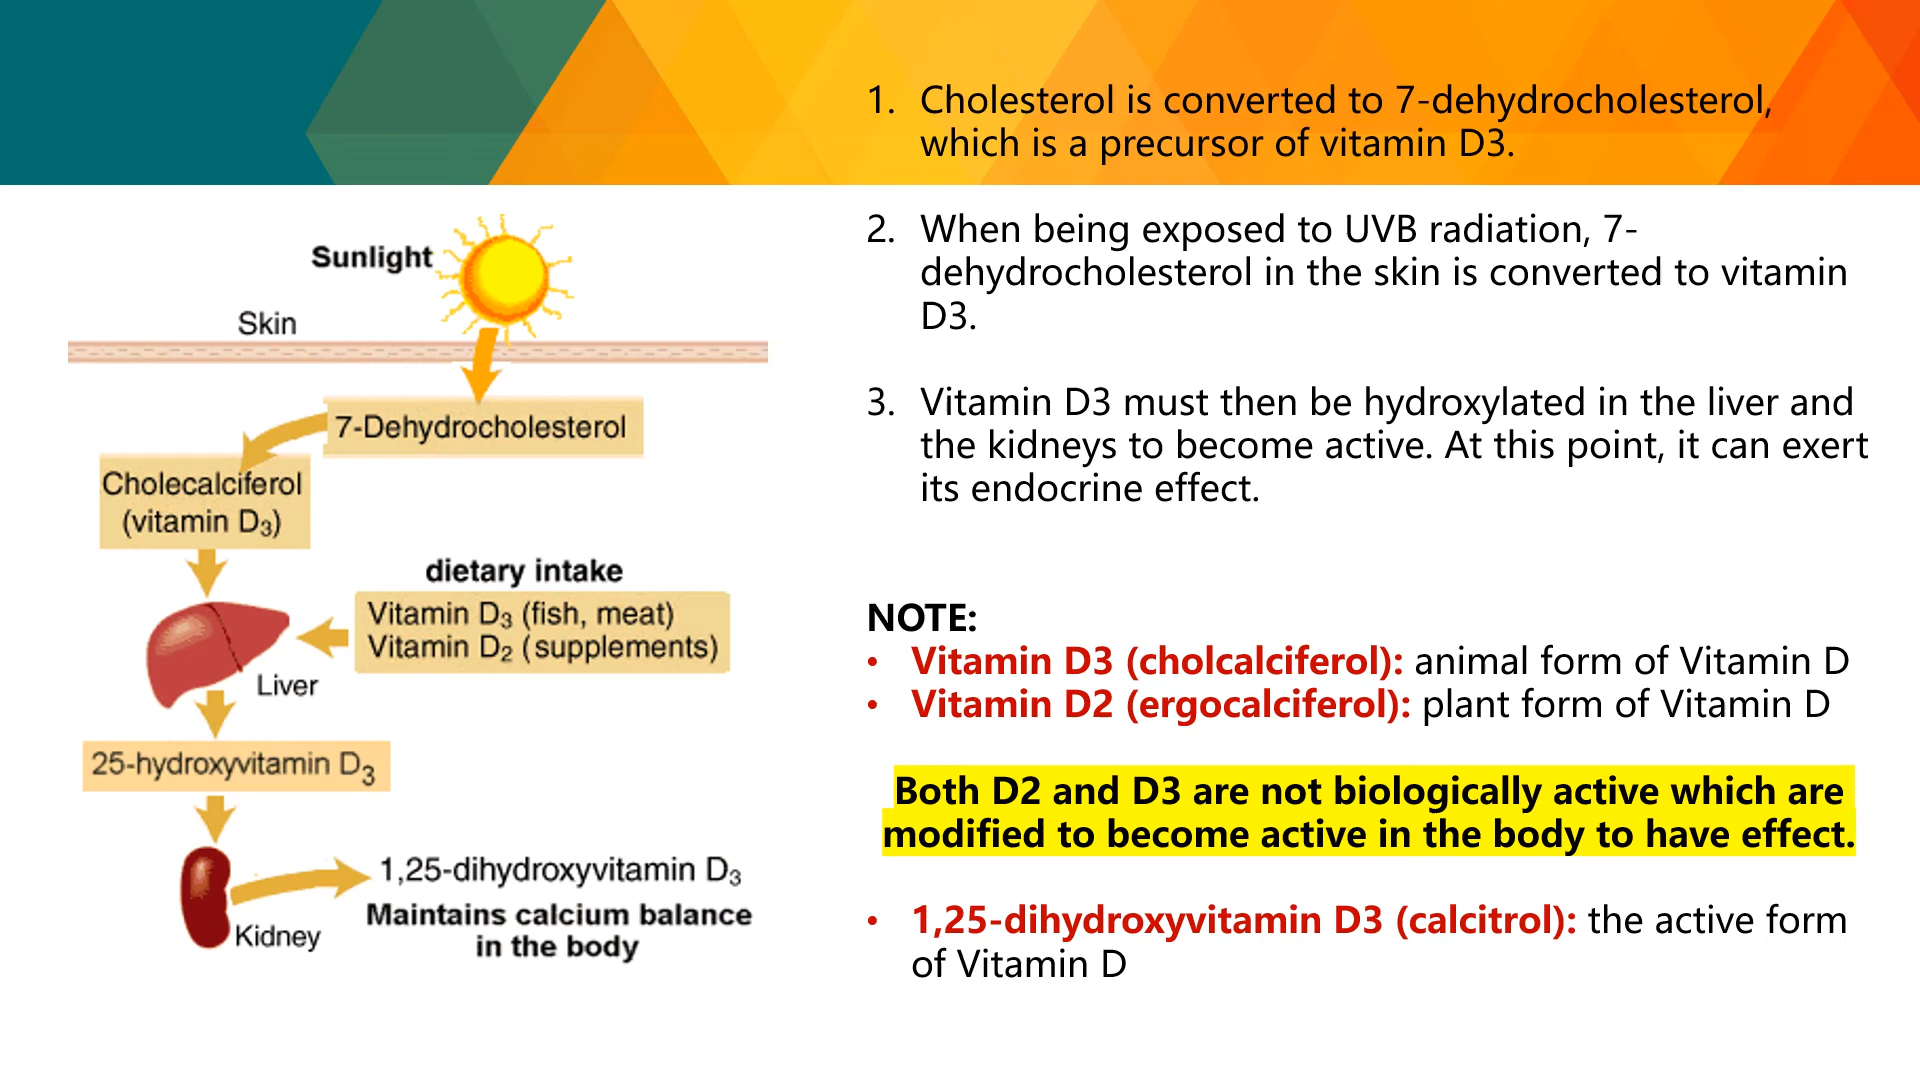 1. Cholesterol is converted to 7-dehydrocholesterol,
which is a precursor of vitamin D3.
2. When being exposed to UVB radiation, 7-
dehydrocholesterol in the skin is converted to vitamin
D3.
3. Vitamin D3 must then be hydroxylated in the liver and
the kidneys to become active. At this point, it can exert
its endocrine effect.
NOTE:
• Vitamin D3 (cholcalciferol): animal form of Vitamin D
• Vitamin D2 (ergocalciferol): plant form of Vitamin D
Both D2 and D3 are not biologically active which are
modified to become active in the body to have effect.
• 1,25-dihydroxyvitamin D3 (calcitrol): the active form
of Vitamin D
Sunlight
Skin
7-Dehydrocholesterol
Cholecalciferol
(vitamin D3)
dietary intake
Vitamin D3 (fish, meat)
Vitamin D2 (supplements)
Liver
25-hydroxyvitamin D3
1,25-dihydroxyvitamin D3
Maintains calcium balance
in the body
Kidney